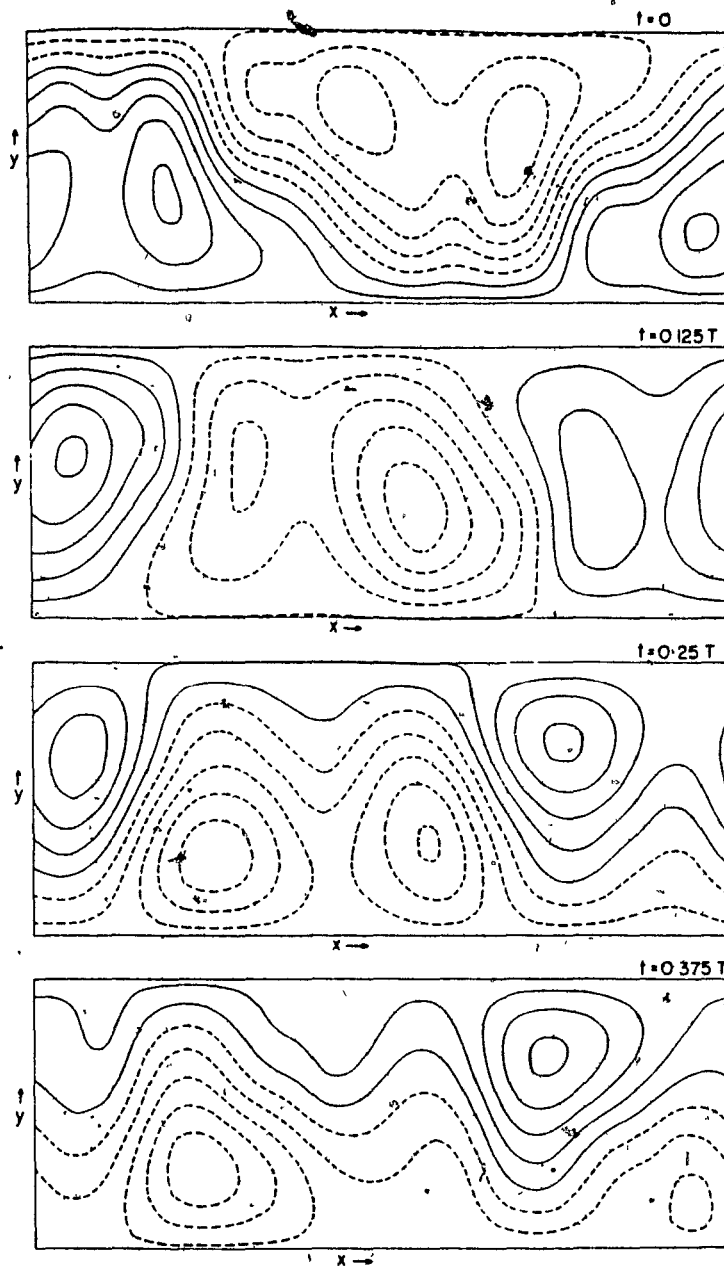 t=0
↑
y
x →
t=0.125T
↑
y
x →
t=0.25 T
↑
y
x →
t=0.375 T
↑
y
x →